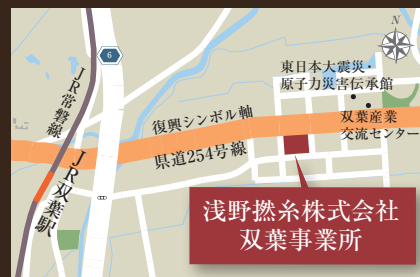 N
6
東日本大震災・
原子力災害伝承館
双葉産業
交流センター
復興シンボル軸
県道254号線
JR常磐線
JR双葉駅
浅野撚糸株式会社
双葉事業所